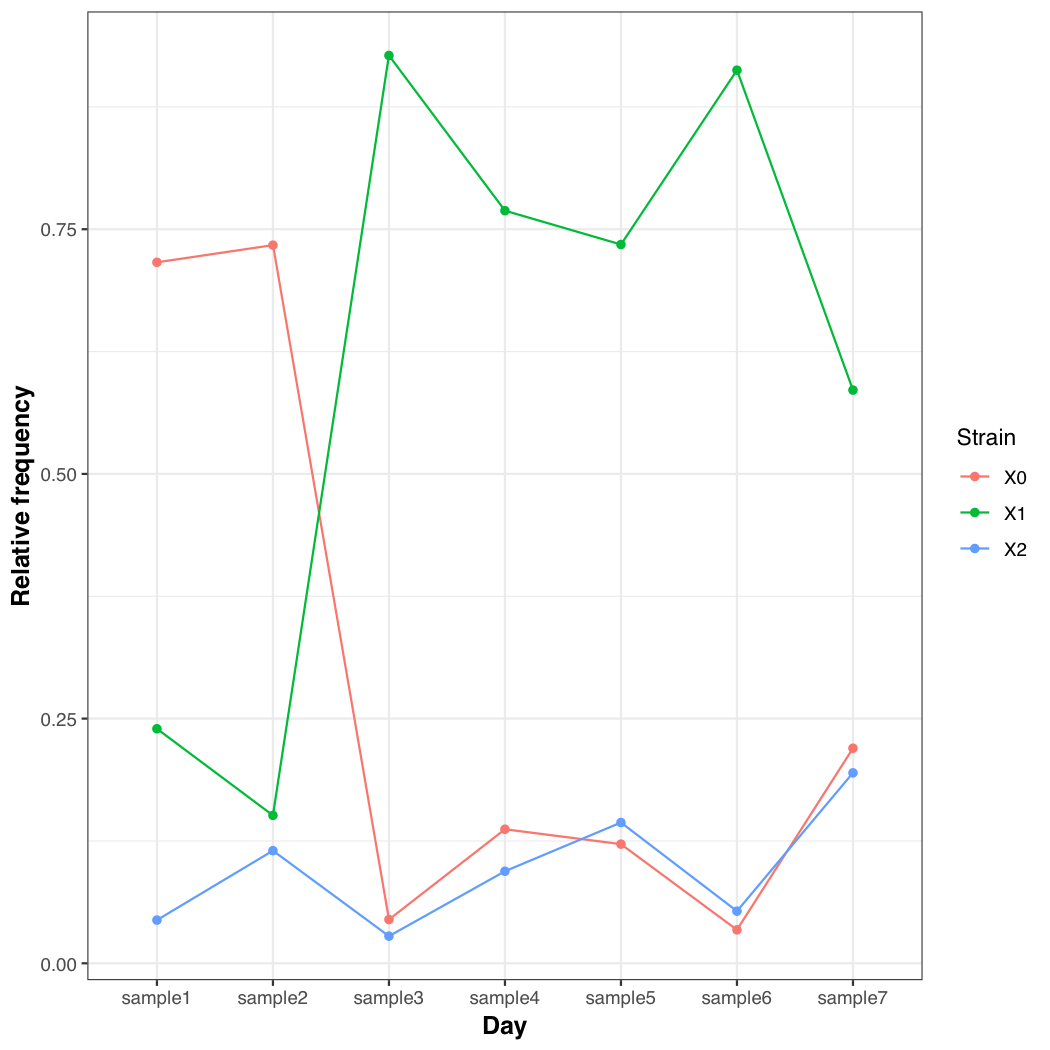 Relative frequency
0.75
0.50
0.25
0.00
sample1 sample2 sample3 sample4 sample5 sample6 sample7
Day
Strain
X0
X1
X2